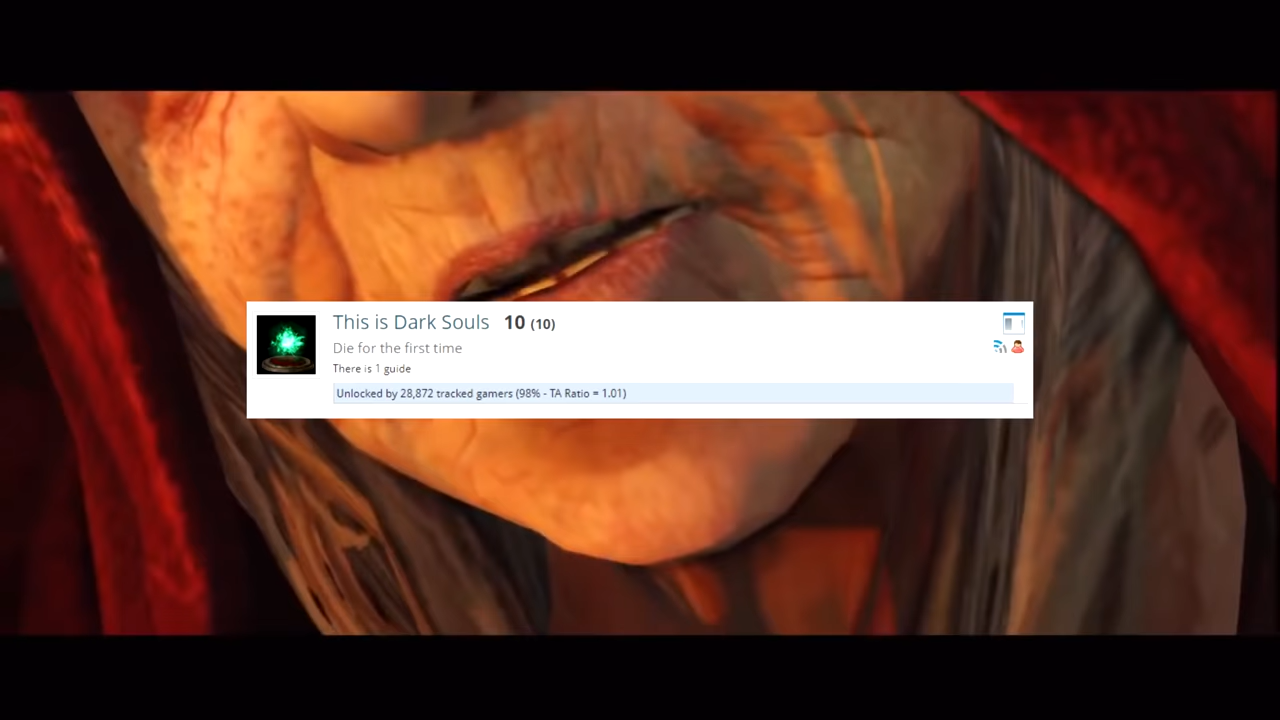 This is Dark Souls 10 (10)
Die for the first time
There is 1 guide
Unlocked by 28,872 tracked gamers (98% - TA Ratio = 1.01)